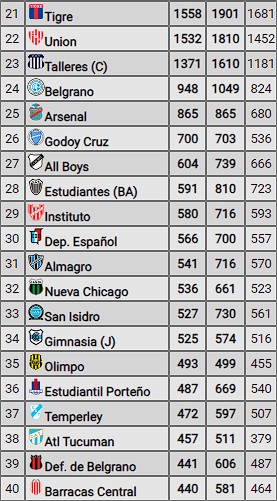 21 Tigre 1558 1901 1681
22 Union 1532 1810 1452
23 Talleres (C) 1371 1610 1181
24 Belgrano 948 1049 824
25 Arsenal 865 865 680
26 Godoy Cruz 700 703 536
27 All Boys 604 739 666
28 Estudiantes (BA) 591 810 723
29 Instituto 580 716 593
30 Dep. Español 566 700 557
31 Almagro 541 716 570
32 Nueva Chicago 536 661 523
33 San Isidro 527 730 561
34 Gimnasia (J) 525 574 516
35 Olimpo 493 499 455
36 Estudiantil Porteño 487 669 540
37 Temperley 472 597 507
38 Atl Tucuman 457 511 379
39 Def. de Belgrano 441 606 487
40 Barracas Central 440 581 464